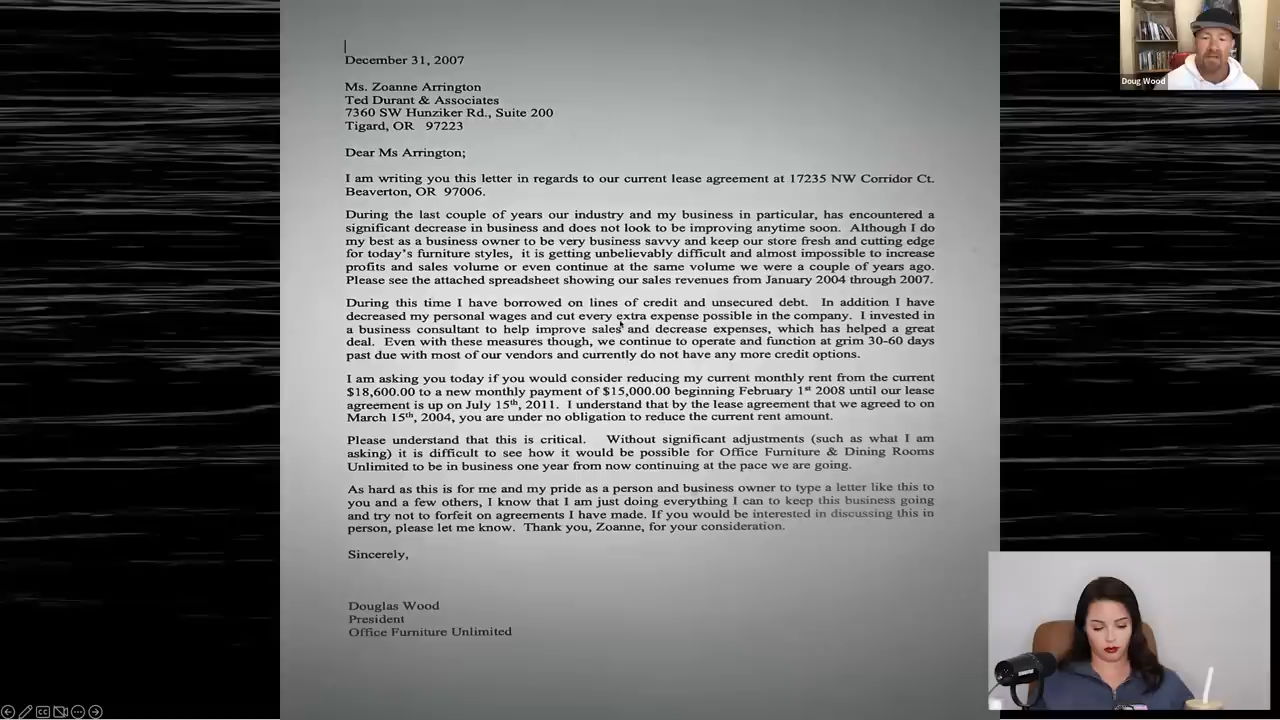 December 31, 2007
Ms. Zoanne Arrington
Ted Durant & Associates
7360 SW Hunziker Rd., Suite 200
Tigard, OR 97223
Dear Ms Arrington;
I am writing you this letter in regards to our current lease agreement at 17235 NW Corridor Ct.
Beaverton, OR 97006.
During the last couple of years our industry and my business in particular, has encountered a
significant decrease in business and does not look to be improving anytime soon. Although I do
my best as a business owner to be very business savvy and keep our store fresh and cutting edge
for today's furniture styles, it is getting unbelievably difficult and almost impossible to increase
profits and sales volume or even continue at the same volume we were a couple of years ago.
Please see the attached spreadsheet showing our sales revenues from January 2004 through 2007.
During this time I have borrowed on lines of credit and unsecured debt. In addition I have
decreased my personal wages and cut every extra expense possible in the company. I invested in
a business consultant to help improve sales and decrease expenses, which has helped a great
deal. Even with these measures though, we continue to operate and function at grim 30-60 days
past due with most of our vendors and currently do not have any more credit options.
I am asking you today if you would consider reducing my current monthly rent from the current
$18,600.00 to a new monthly payment of $15,000.00 beginning February 1st 2008 until our lease
agreement is up on July 15th, 2011. I understand that by the lease agreement that we agreed to on
March 15th, 2004, you are under no obligation to reduce the current rent amount.
Please understand that this is critical. Without significant adjustments (such as what I am
asking) it is difficult to see how it would be possible for Office Furniture & Dining Rooms
Unlimited to be in business one year from now continuing at the pace we are going.
As hard as this is for me and my pride as a person and business owner to type a letter like this to
you and a few others, I know that I am just doing everything I can to keep this business going
and try not to forfeit on agreements I have made. If you would be interested in discussing this in
person, please let me know. Thank you, Zoanne, for your consideration.
Sincerely,
Douglas Wood
President
Office Furniture Unlimited
Doug Wood
CC